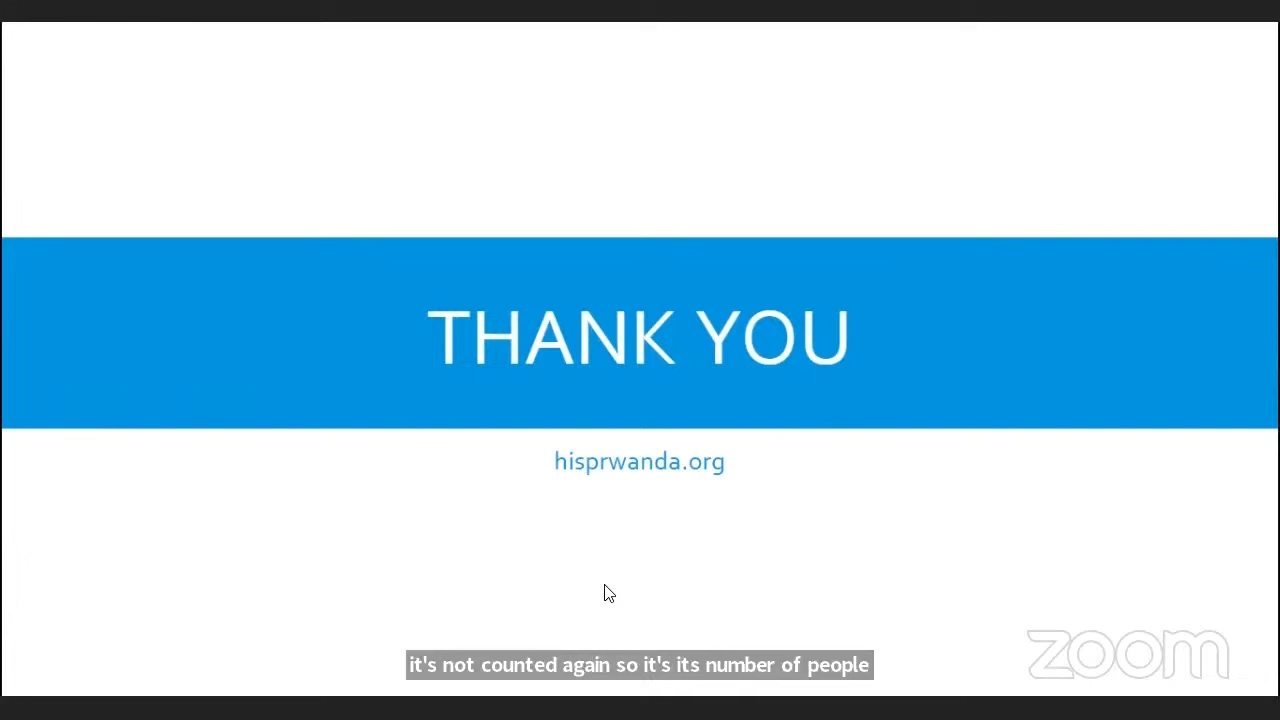 THANK YOU
hisprwanda.org
it's not counted again so it's its number of people
zoom